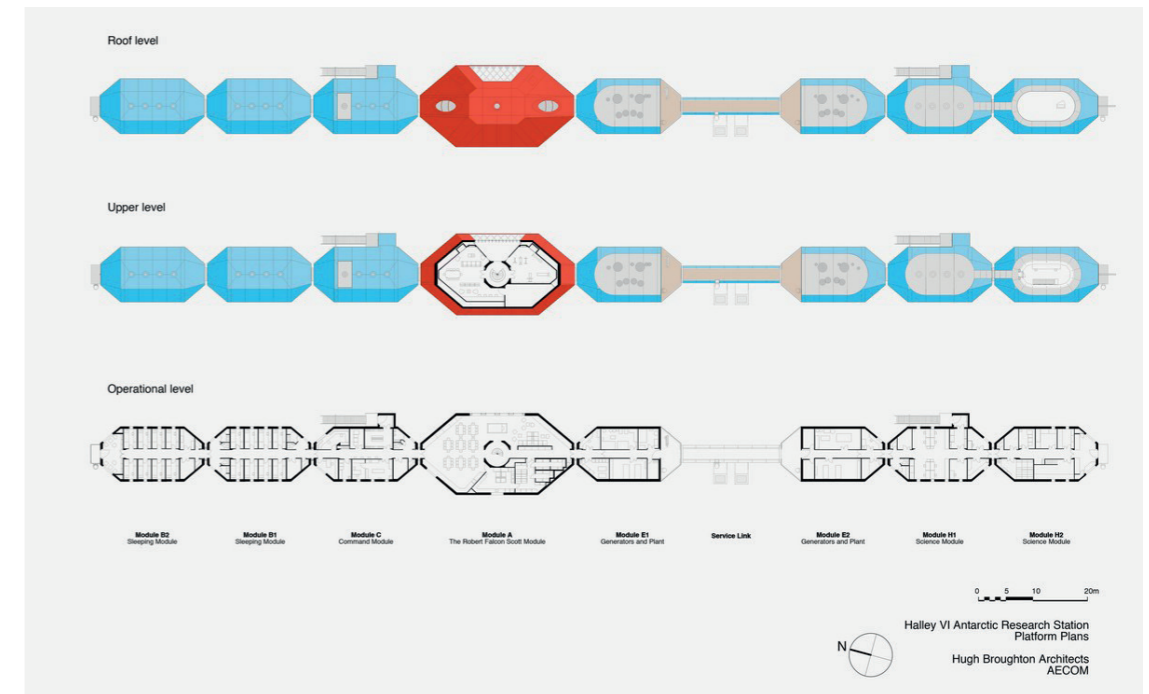 Roof level
Upper level
Operational level
Module B2
Sleeping Module
Module B1
Sleeping Module
Module C
Command Module
Module A
The Robert Falcon Scott Module
Module E1
Generators and Plant
Service Link
Module E2
Generators and Plant
Module H1
Science Module
Module H2
Science Module
0 5 10 20m
N
Halley VI Antarctic Research Station
Platform Plans
Hugh Broughton Architects
AECOM